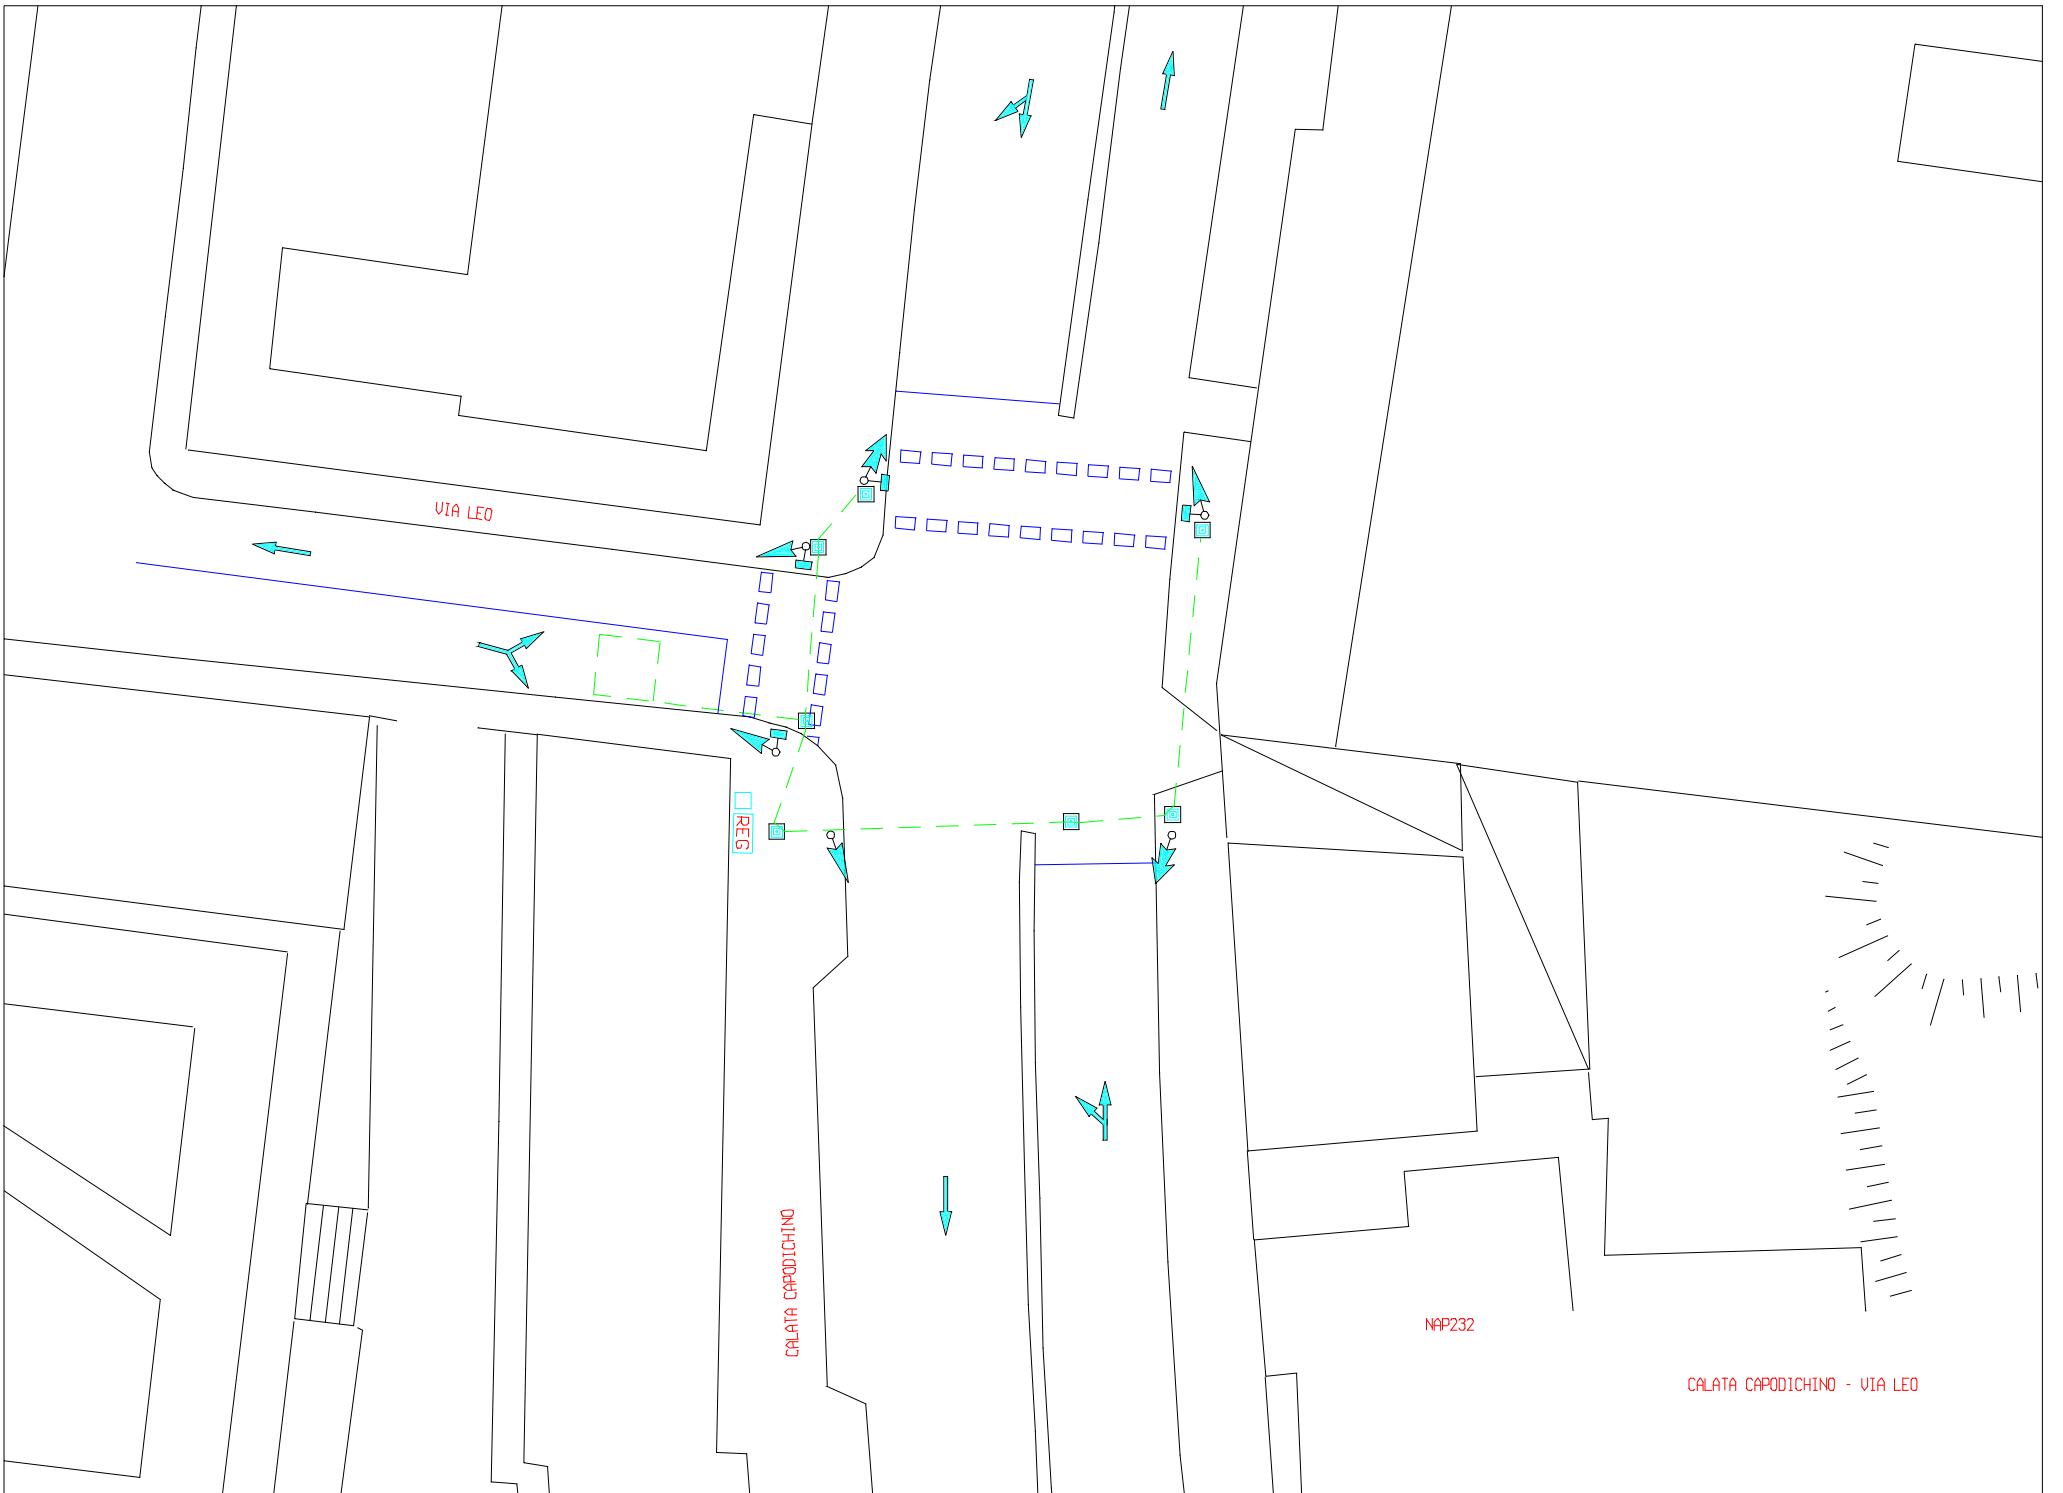 VIA LEO
REG
CALATA CAPODICHINO
NAP232
CALATA CAPODICHINO - VIA LEO